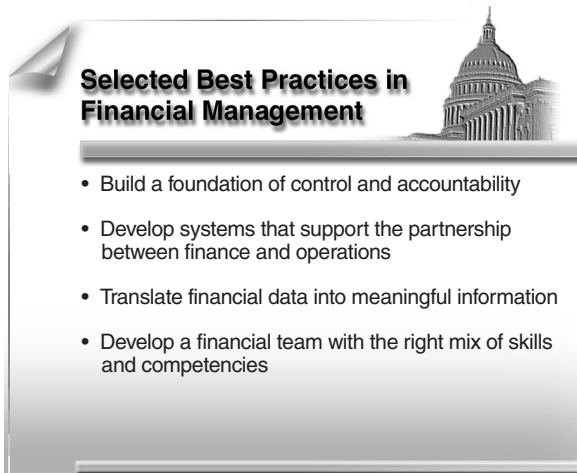 Selected Best Practices in
Financial Management
• Build a foundation of control and accountability
• Develop systems that support the partnership
between finance and operations
• Translate financial data into meaningful information
• Develop a financial team with the right mix of skills
and competencies